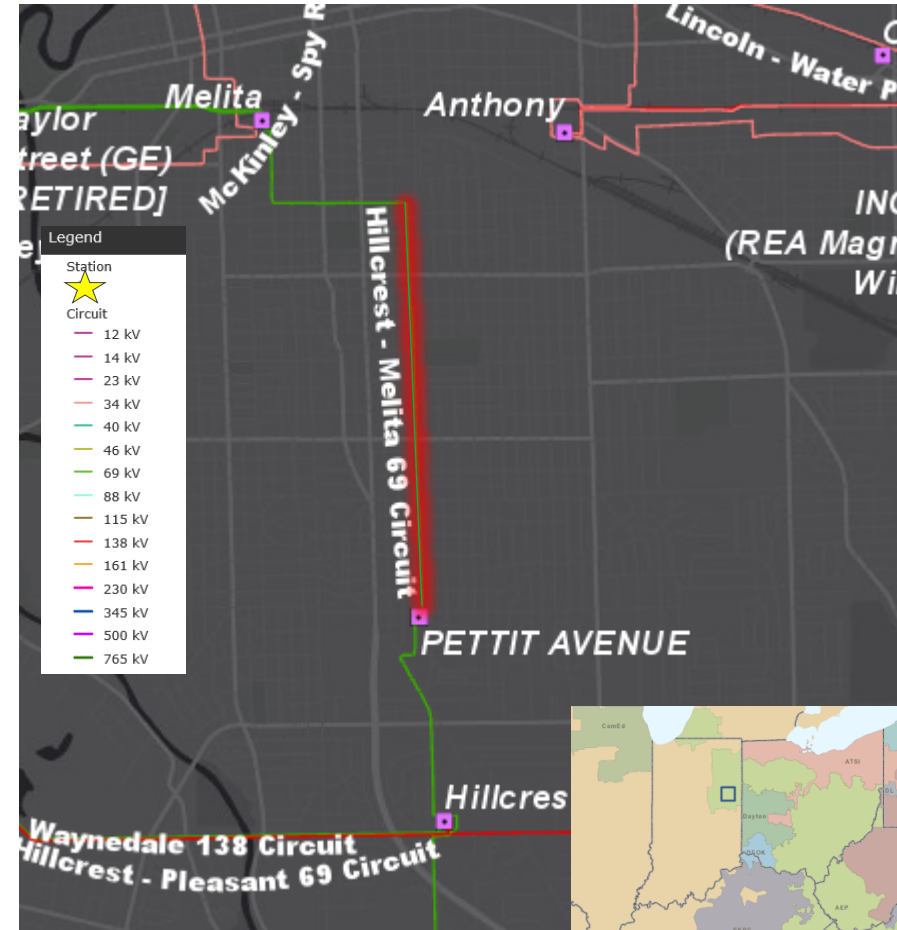 Lincoln - Water P
Melita
McKinley - Spy R
Anthony
aylor
treet (GE)
RETIRED]
IN
(REA Magn
Wi
Legend
Station
Circuit
12 kV
14 kV
23 kV
34 kV
40 kV
46 kV
69 kV
88 kV
115 kV
138 kV
161 kV
230 kV
345 kV
500 kV
765 kV
Hillcrest - Melita 69 Circuit
PETTIT AVENUE
Hillcres
Waynedale 138 Circuit
Hillcrest - Pleasant 69 Circuit
ComEd
ATSI
DL
Dayton
DEOK
AEP